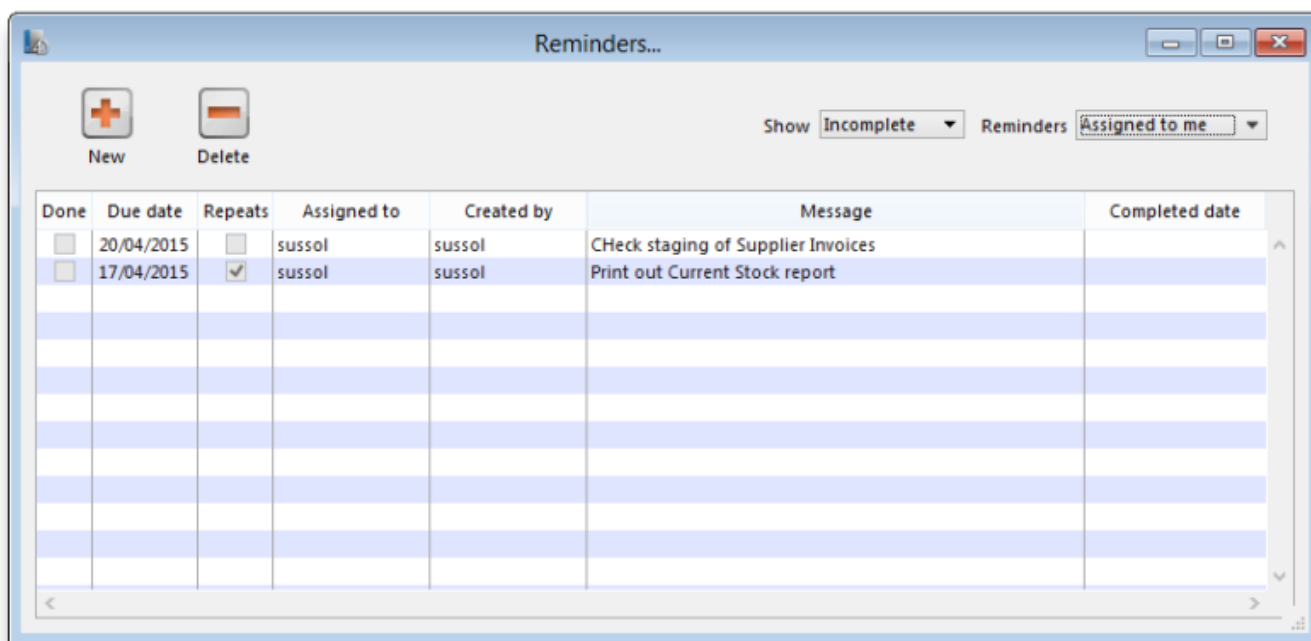 Reminders...
New Delete Show Incomplete Reminders Assigned to me
Done Due date Repeats Assigned to Created by Message Completed date
20/04/2015 sussol sussol CHeck staging of Supplier Invoices
17/04/2015 sussol sussol Print out Current Stock report